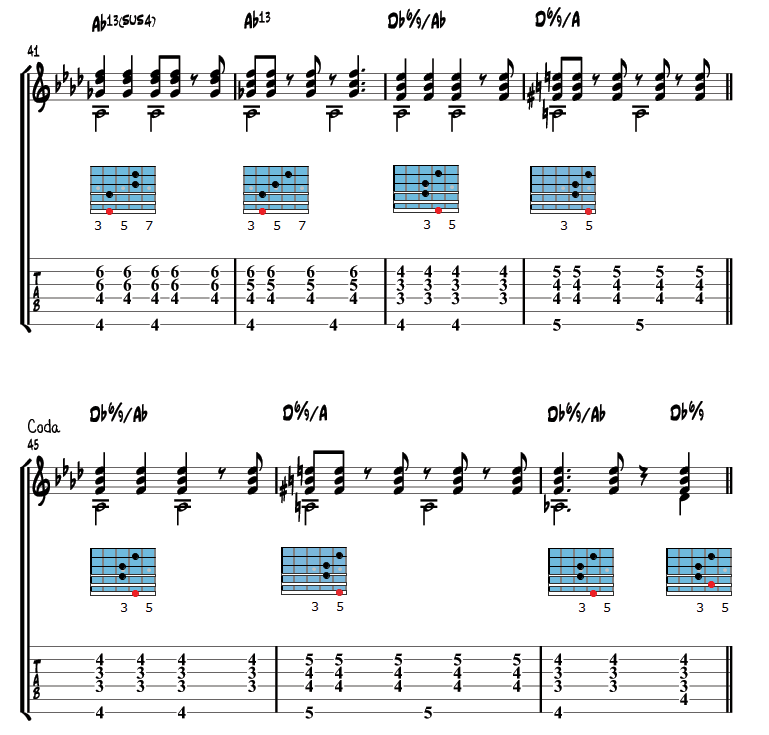 Ab13(sus4) Ab13 Db6/9/Ab D6/9/A
41
3 5 7 3 5 7 3 5 3 5
6 6 6 6 6 6 6 6 6 4 4 4 4 5 5 5 5 5
T 6 6 6 6 6 5 5 5 5 3 3 3 3 4 4 4 4 4
A 4 4 4 4 4 4 4 4 4 3 3 3 3 4 4 4 4 4
B
4 4 4 4 4 4 5 5
Db6/9/Ab D6/9/A Db6/9/Ab Db6/9
Coda
45
3 5 3 5 3 5 3 5
4 4 4 4 5 5 5 5 5 4 4 4
T 3 3 3 3 4 4 4 4 4 3 3 3
A 3 3 3 3 4 4 4 4 4 3 3 3
B 4
4 4 5 5 4